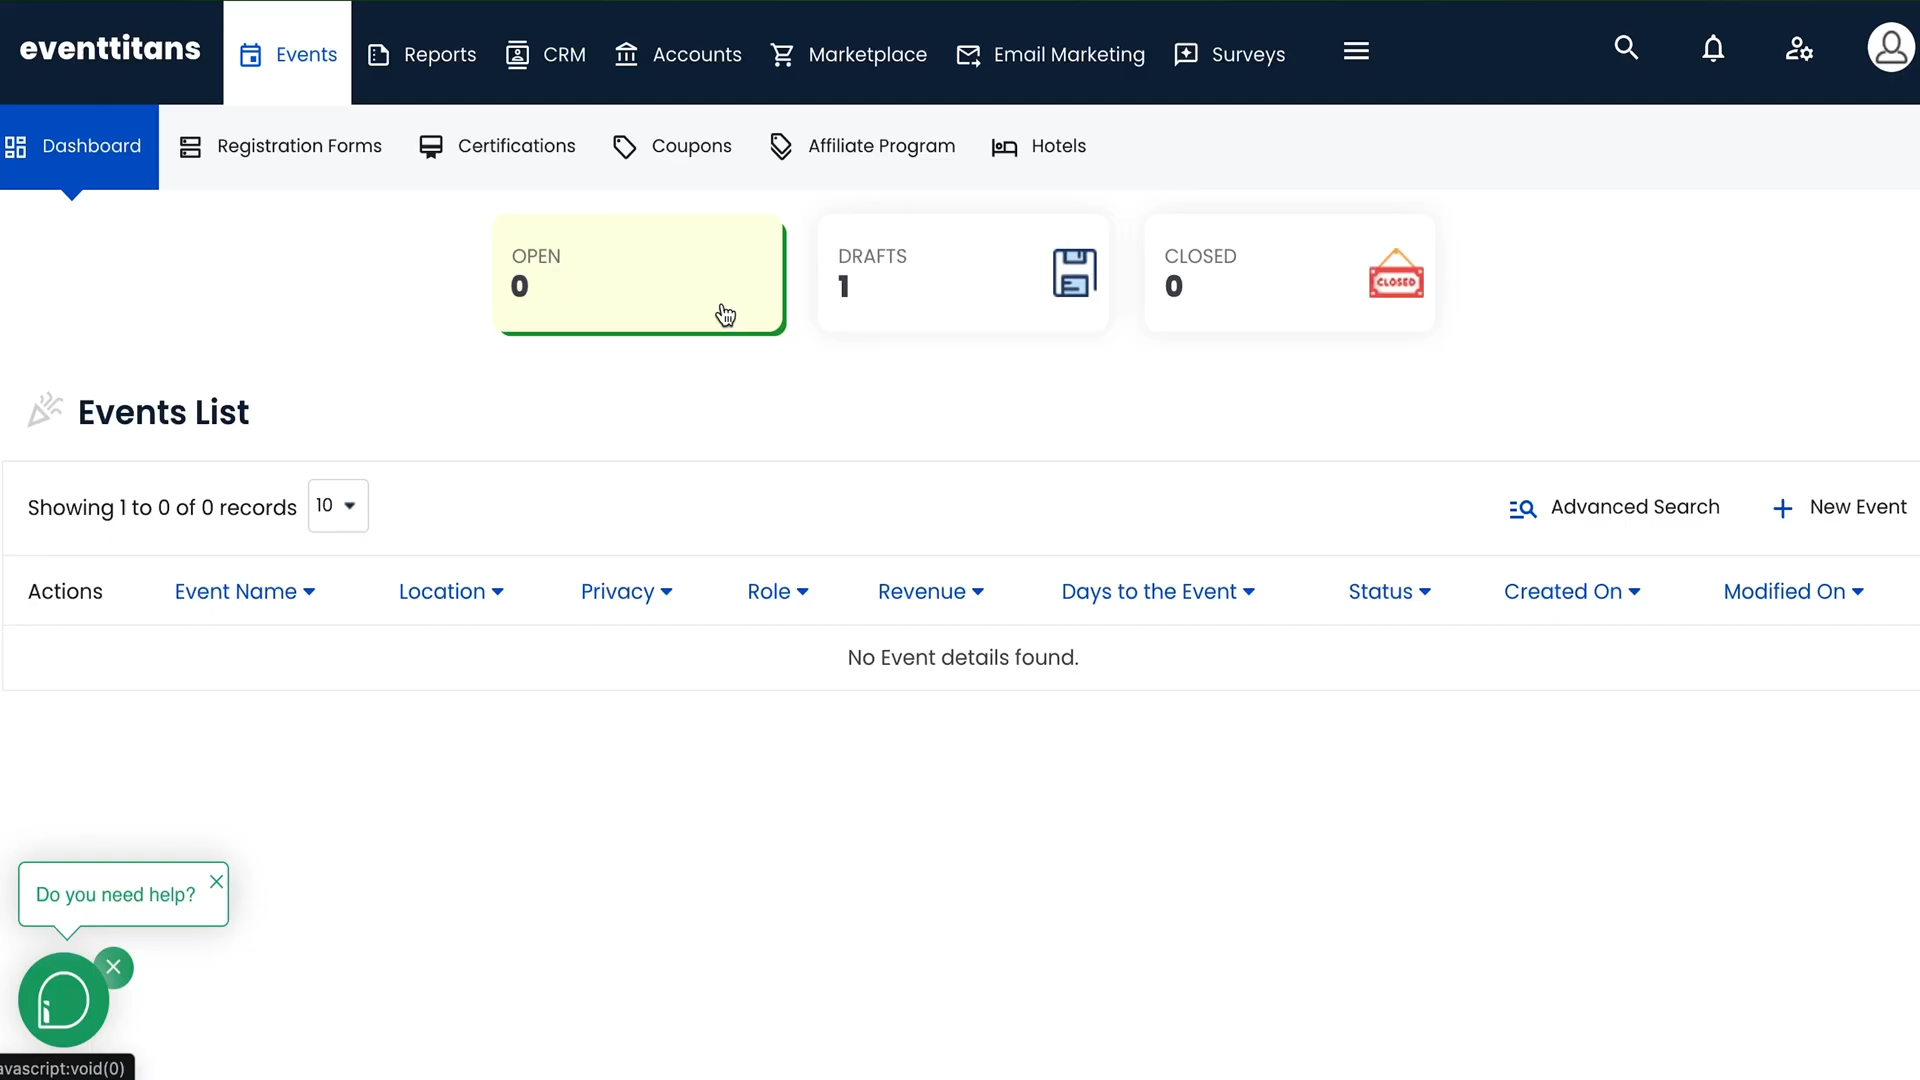 eventtitans
Events
Reports
CRM
Accounts
Marketplace
Email Marketing
Surveys
Dashboard
Registration Forms
Certifications
Coupons
Affiliate Program
Hotels
OPEN
0
DRAFTS
1
CLOSED
0
CLOSED
Events List
Showing 1 to 0 of 0 records
10
Advanced Search
New Event
Actions
Event Name
Location
Privacy
Role
Revenue
Days to the Event
Status
Created On
Modified On
No Event details found.
Do you need help?
avascript:void(0)